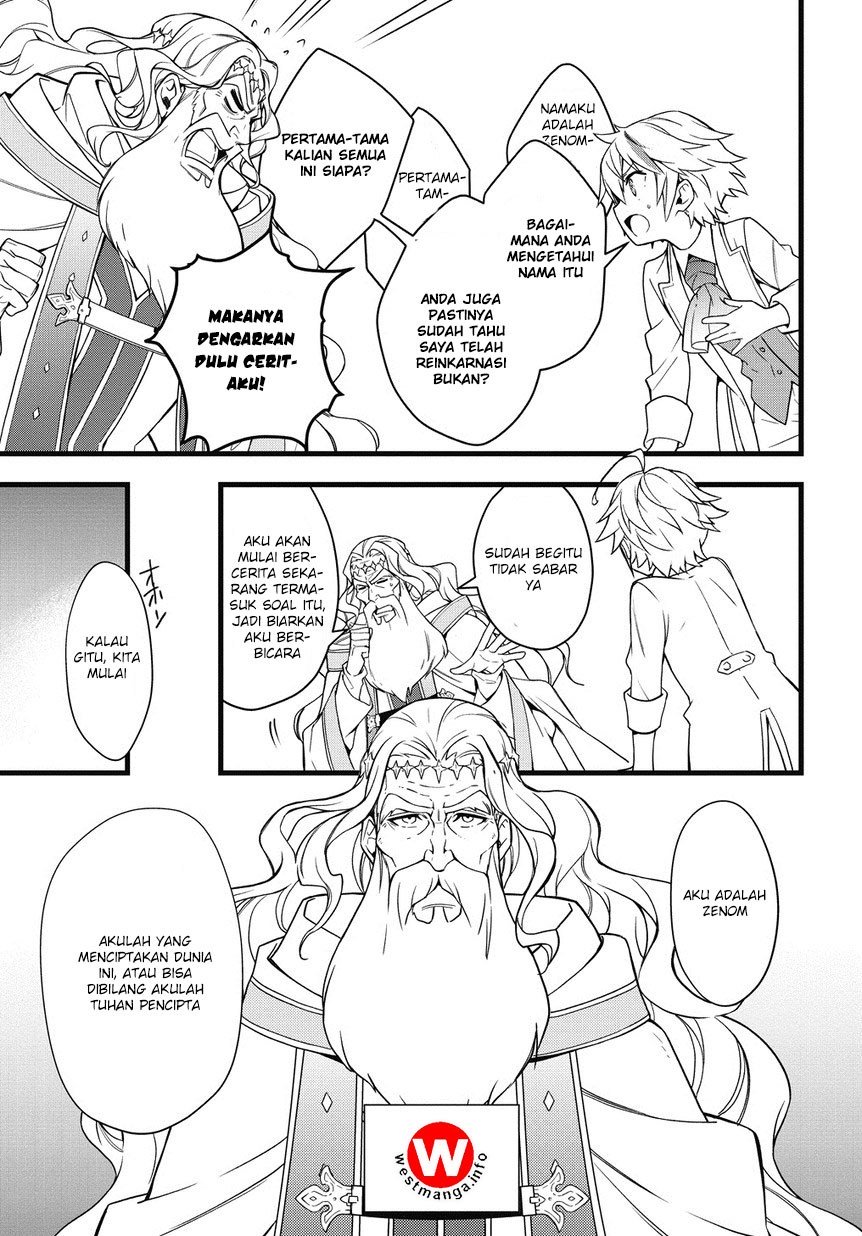 NAMAKU
ADALAH
ZENOM-
BAGAI-
MANA ANDA
MENGETAHUI
NAMA ITU
ANDA JUGA
PASTINYA
SUDAH TAHU
SAYA TELAH
REINKARNASI
BUKAN?
PERTAMA-
TAM-
PERTAMA-TAMA
KALIAN SEMUA
INI SIAPA?
MAKANYA
DENGARKAN
DULU CERIT-
AKU!
SUDAH BEGITU
TIDAK SABAR
YA
AKU AKAN
MULAI BER-
CERITA SEKA-
RANG TERMA-
SUK SOAL ITU,
JADI BIARKAN
AKU BER-
BICARA
オホン
KALAU
GITU, KITA
MULAI
AKU ADALAH
ZENOM
AKULAH YANG
MENCIPTAKAN DUNIA
INI, ATAU BISA
DIBILANG AKULAH
TUHAN PENCIPTA
W
westmanga.info